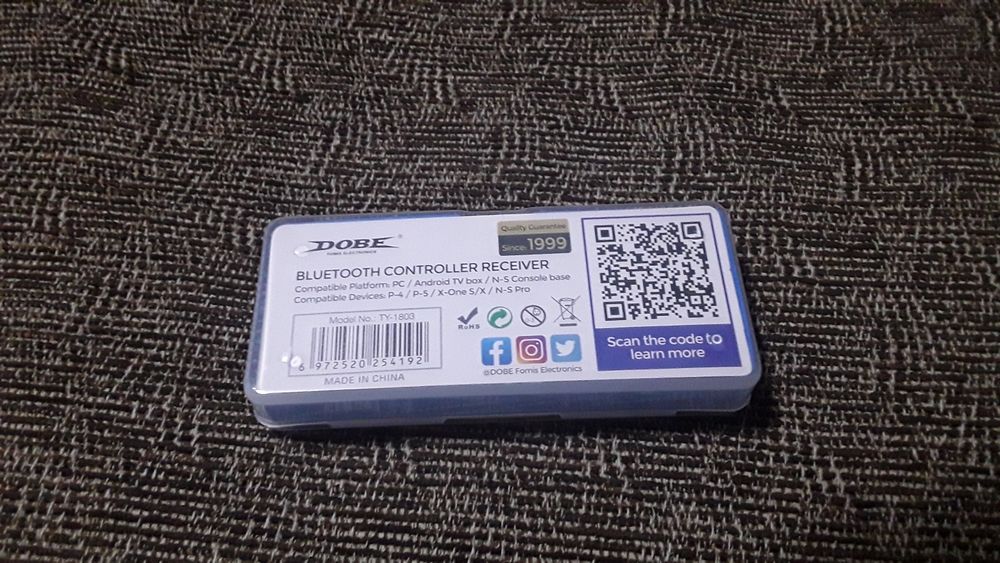 DOBE
FOMIS ELECTRONICS
Quality Guarantee
Since: 1999
BLUETOOTH CONTROLLER RECEIVER
Compatible Platform: PC / Android TV box / N-S Console base
Compatible Devices: P-4 / P-5 / X-One S/X / N-S Pro
Model No.: TY-1803
6 972520 254192
MADE IN CHINA
RoHS
@DOBE Fomis Electronics
Scan the code to
learn more